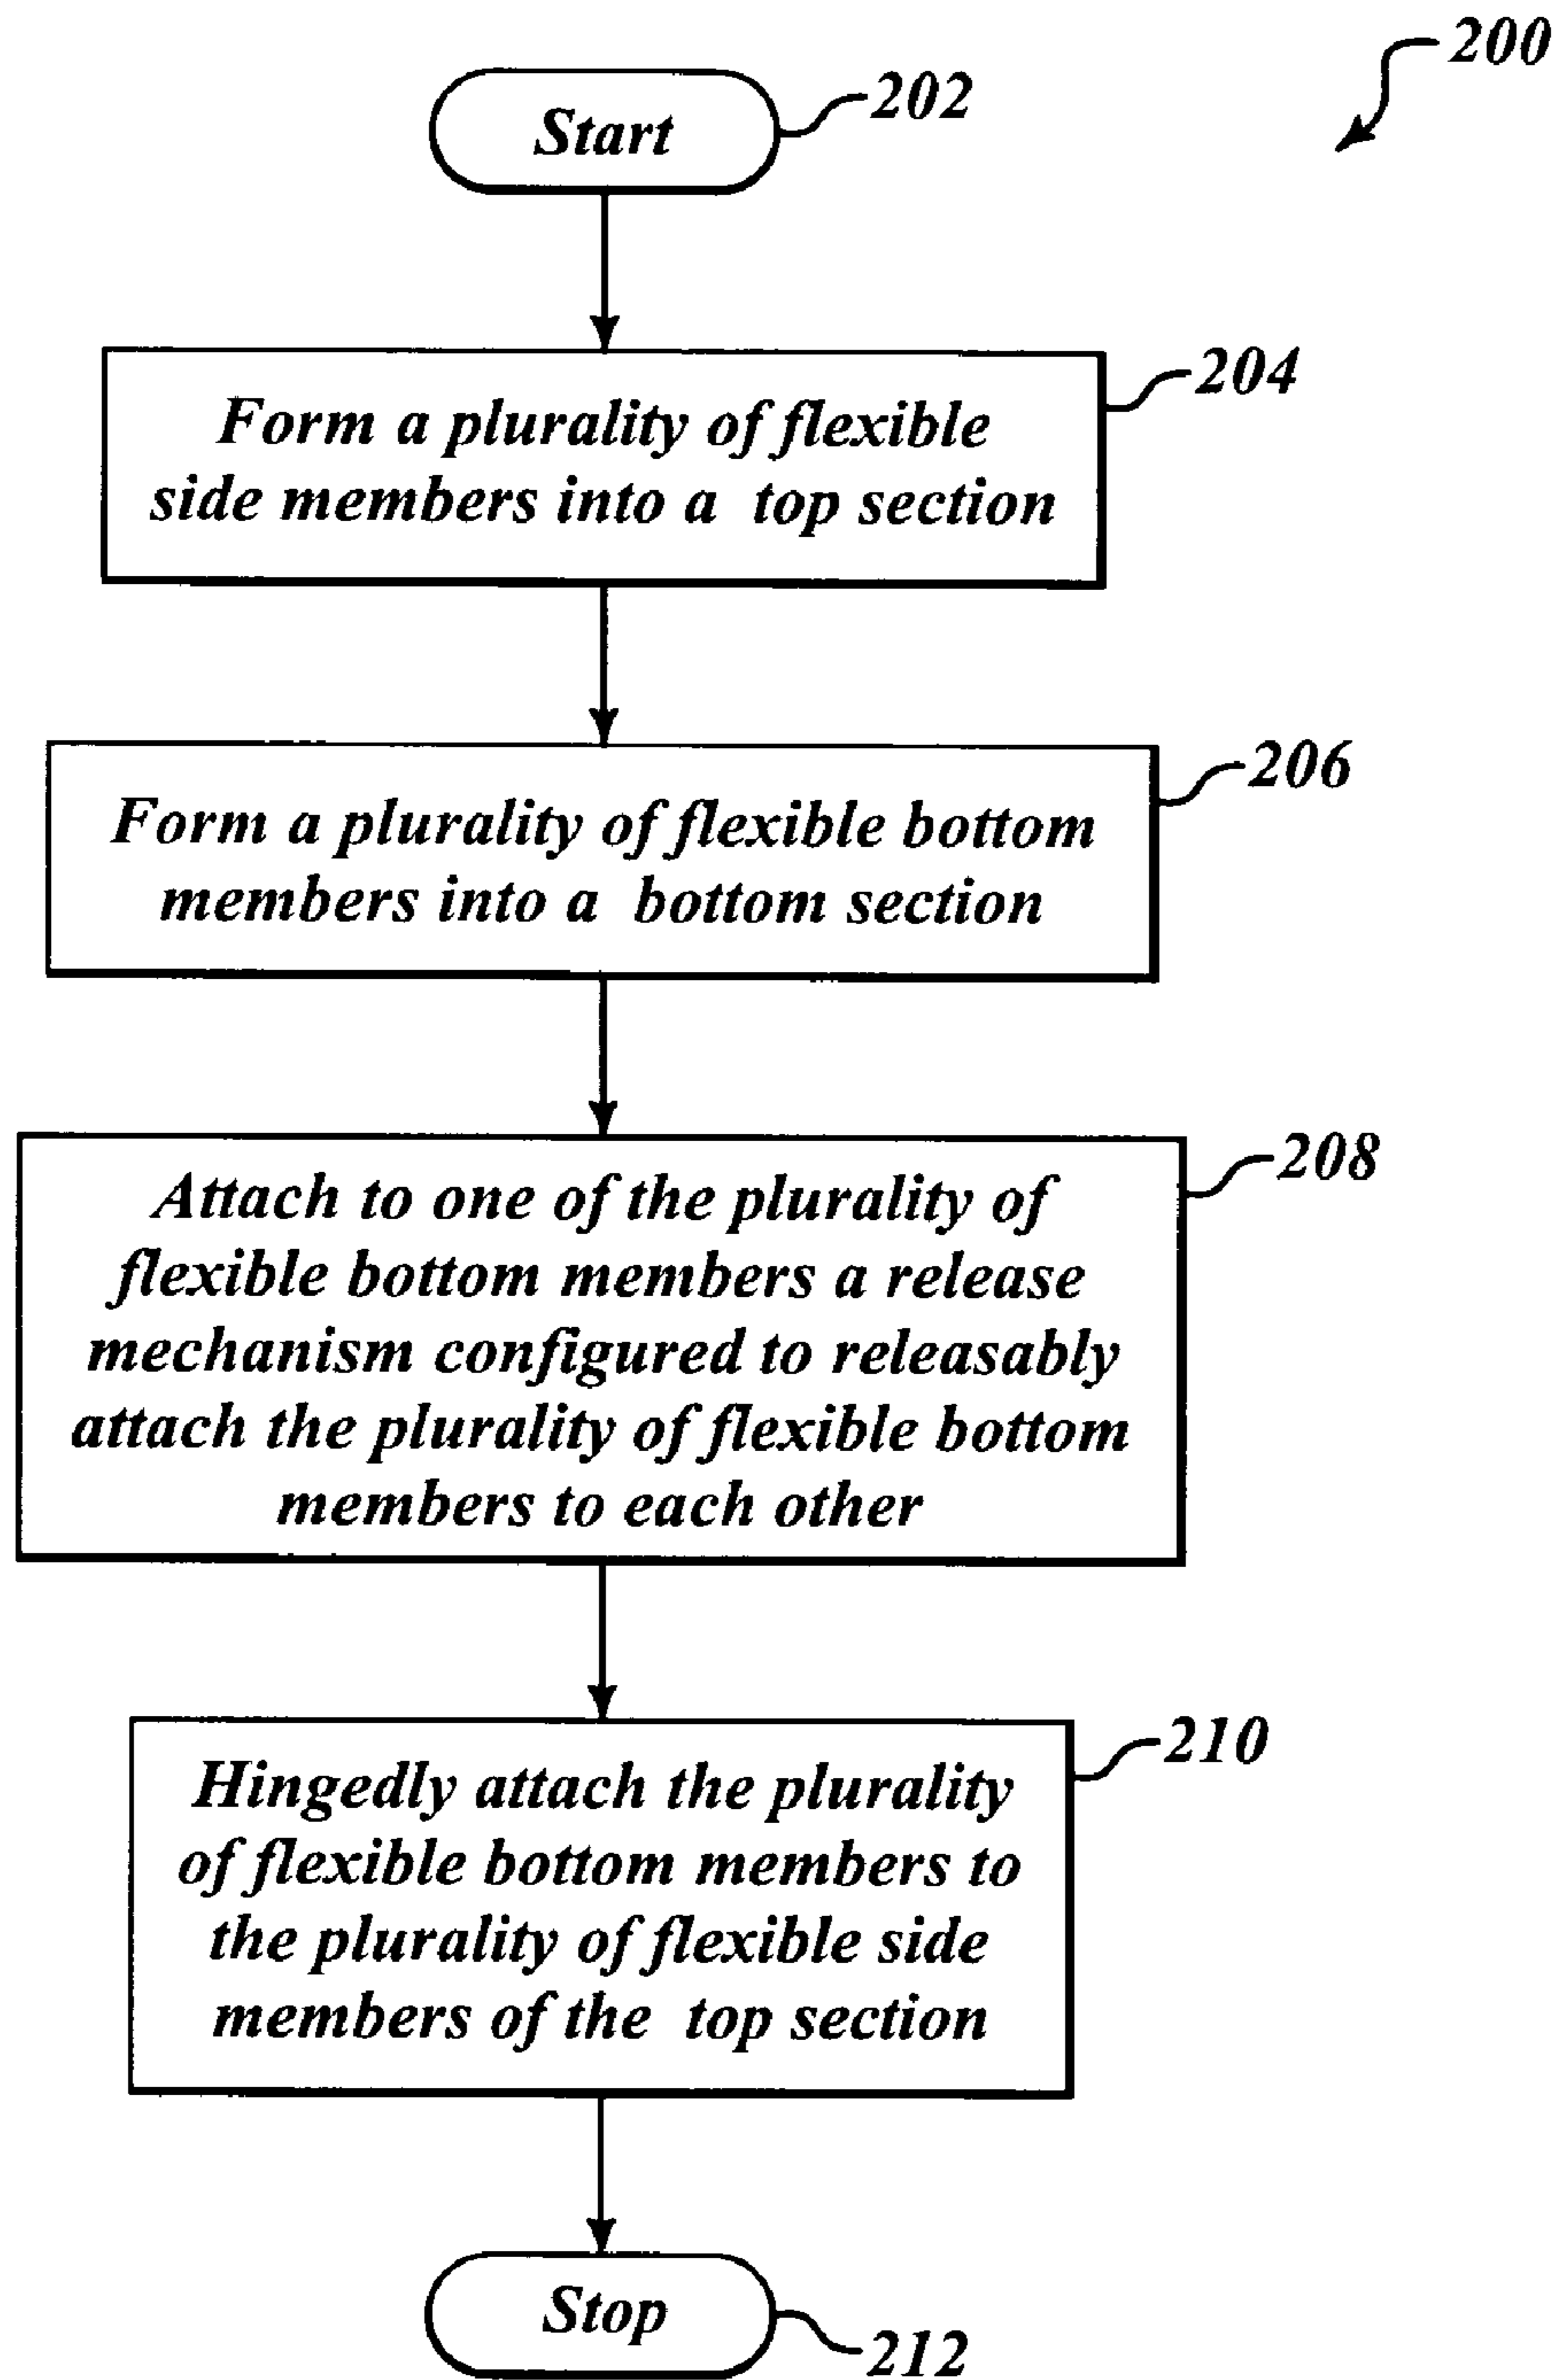 200
Start
202
Form a plurality of flexible
side members into a top section
204
Form a plurality of flexible bottom
members into a bottom section
206
Attach to one of the plurality of
flexible bottom members a release
mechanism configured to releasably
attach the plurality of flexible bottom
members to each other
208
Hingedly attach the plurality
of flexible bottom members to
the plurality of flexible side
members of the top section
210
Stop
212